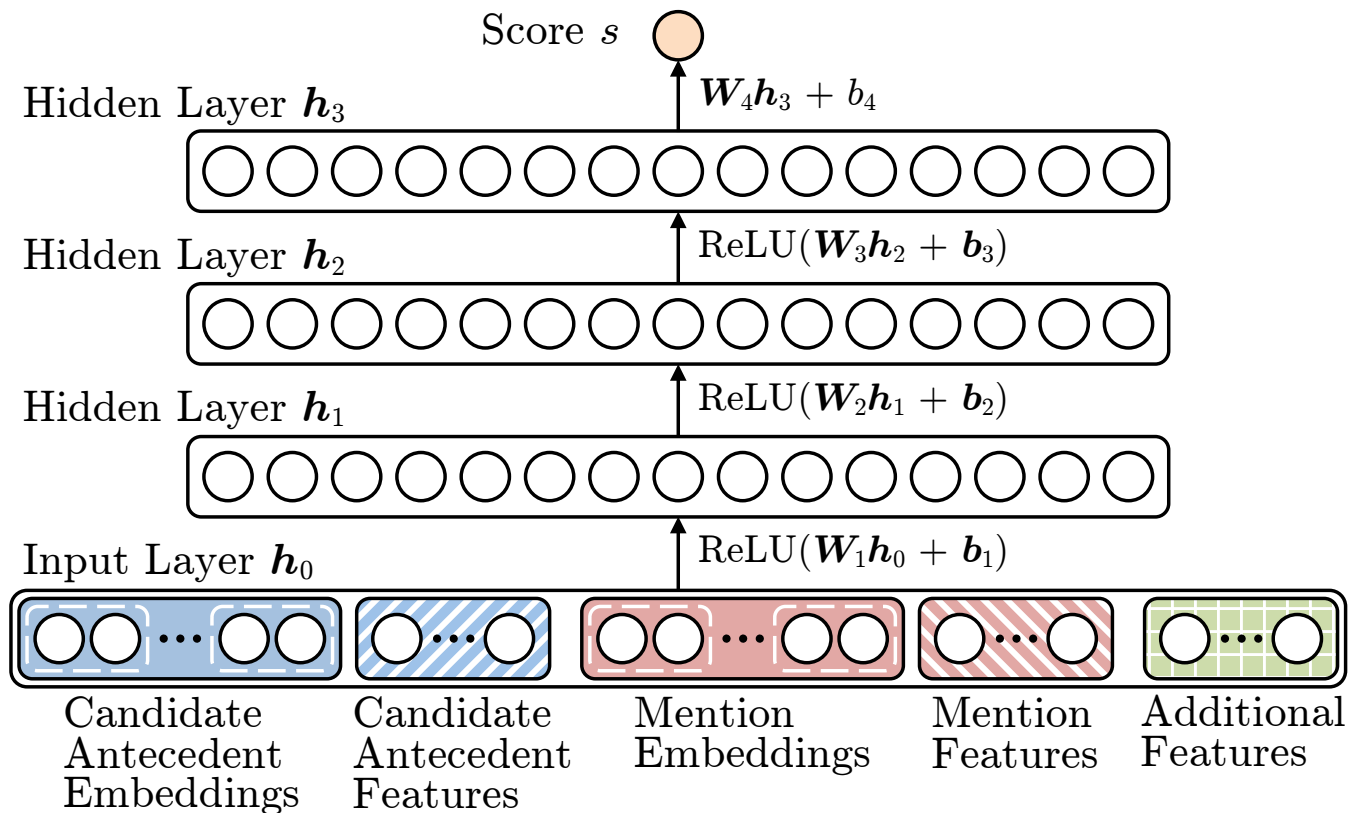 Score s
W₄h₃ + b₄
Hidden Layer h₃
ReLU(W₃h₂ + b₃)
Hidden Layer h₂
ReLU(W₂h₁ + b₂)
Hidden Layer h₁
ReLU(W₁h₀ + b₁)
Input Layer h₀
Candidate
Antecedent
Embeddings
Candidate
Antecedent
Features
Mention
Embeddings
Mention
Features
Additional
Features